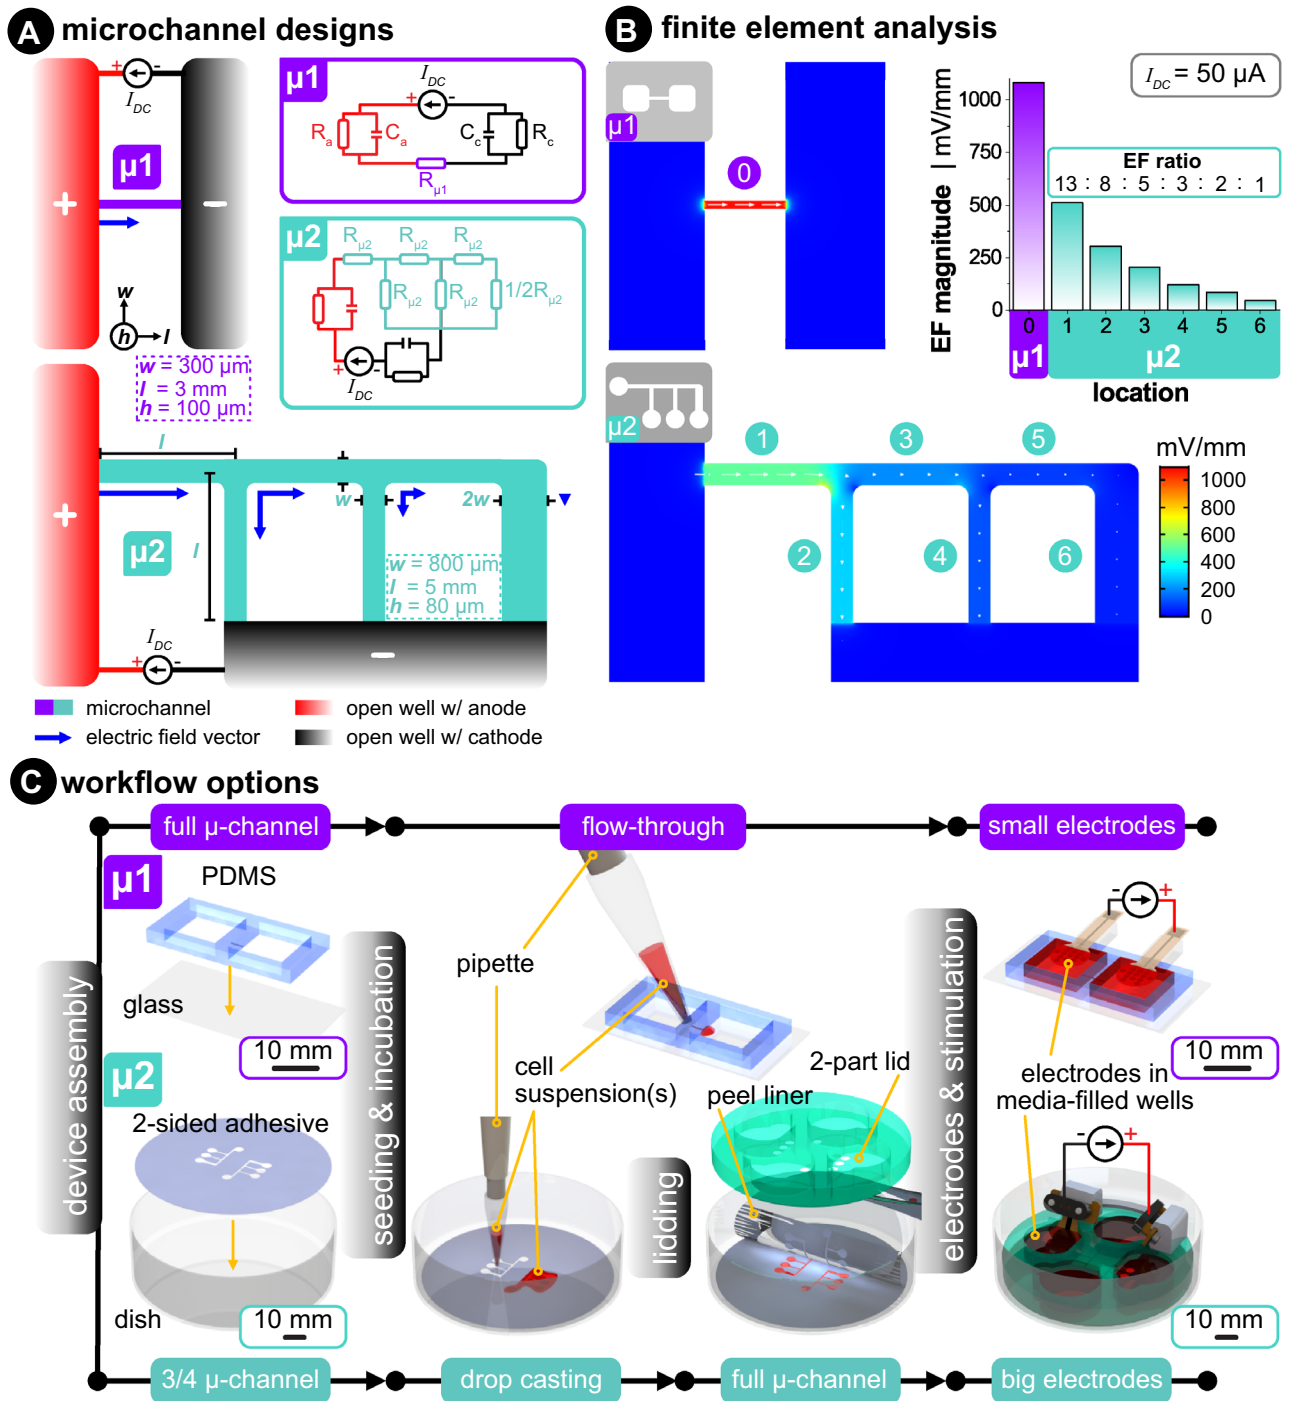 A microchannel designs
+ -
I_DC
μ1
+
−
w
h
l
w = 300 μm
l = 3 mm
h = 100 μm
μ1
I_DC
+ -
R_a
C_a
C_c
R_c
R_μ1
μ2
R_μ2 R_μ2 R_μ2
R_μ2 R_μ2 1/2R_μ2
+ -
I_DC
l
+
w
2w
μ2
l
w = 800 μm
l = 5 mm
h = 80 μm
I_DC
+ -
−
microchannel
open well w/ anode
electric field vector
open well w/ cathode
B finite element analysis
μ1
0
I_DC = 50 μA
EF magnitude | mV/mm
1000
750
500
250
0
EF ratio
13 : 8 : 5 : 3 : 2 : 1
0 1 2 3 4 5 6
μ1 μ2
location
μ2
1 3 5
2 4 6
mV/mm
1000
800
600
400
200
0
C workflow options
full μ-channel
flow-through
small electrodes
μ1
PDMS
glass
10 mm
device assembly
seeding & incubation
pipette
cell
suspension(s)
electrodes & stimulation
- +
10 mm
electrodes in
media-filled wells
μ2
2-sided adhesive
dish
10 mm
lidding
peel liner
2-part lid
- +
10 mm
3/4 μ-channel
drop casting
full μ-channel
big electrodes